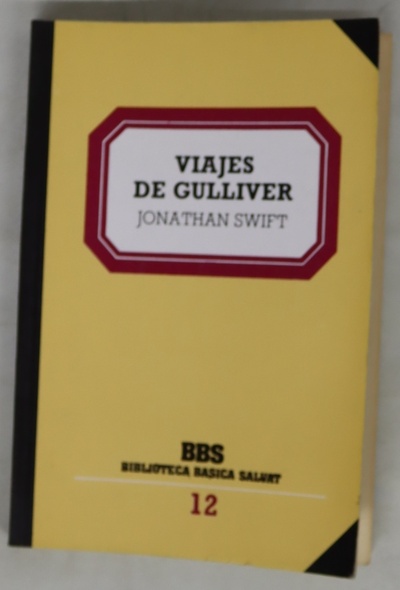 VIAJES
DE GULLIVER
JONATHAN SWIFT
BBS
BIBLIOTECA BASICA SALVAT
12